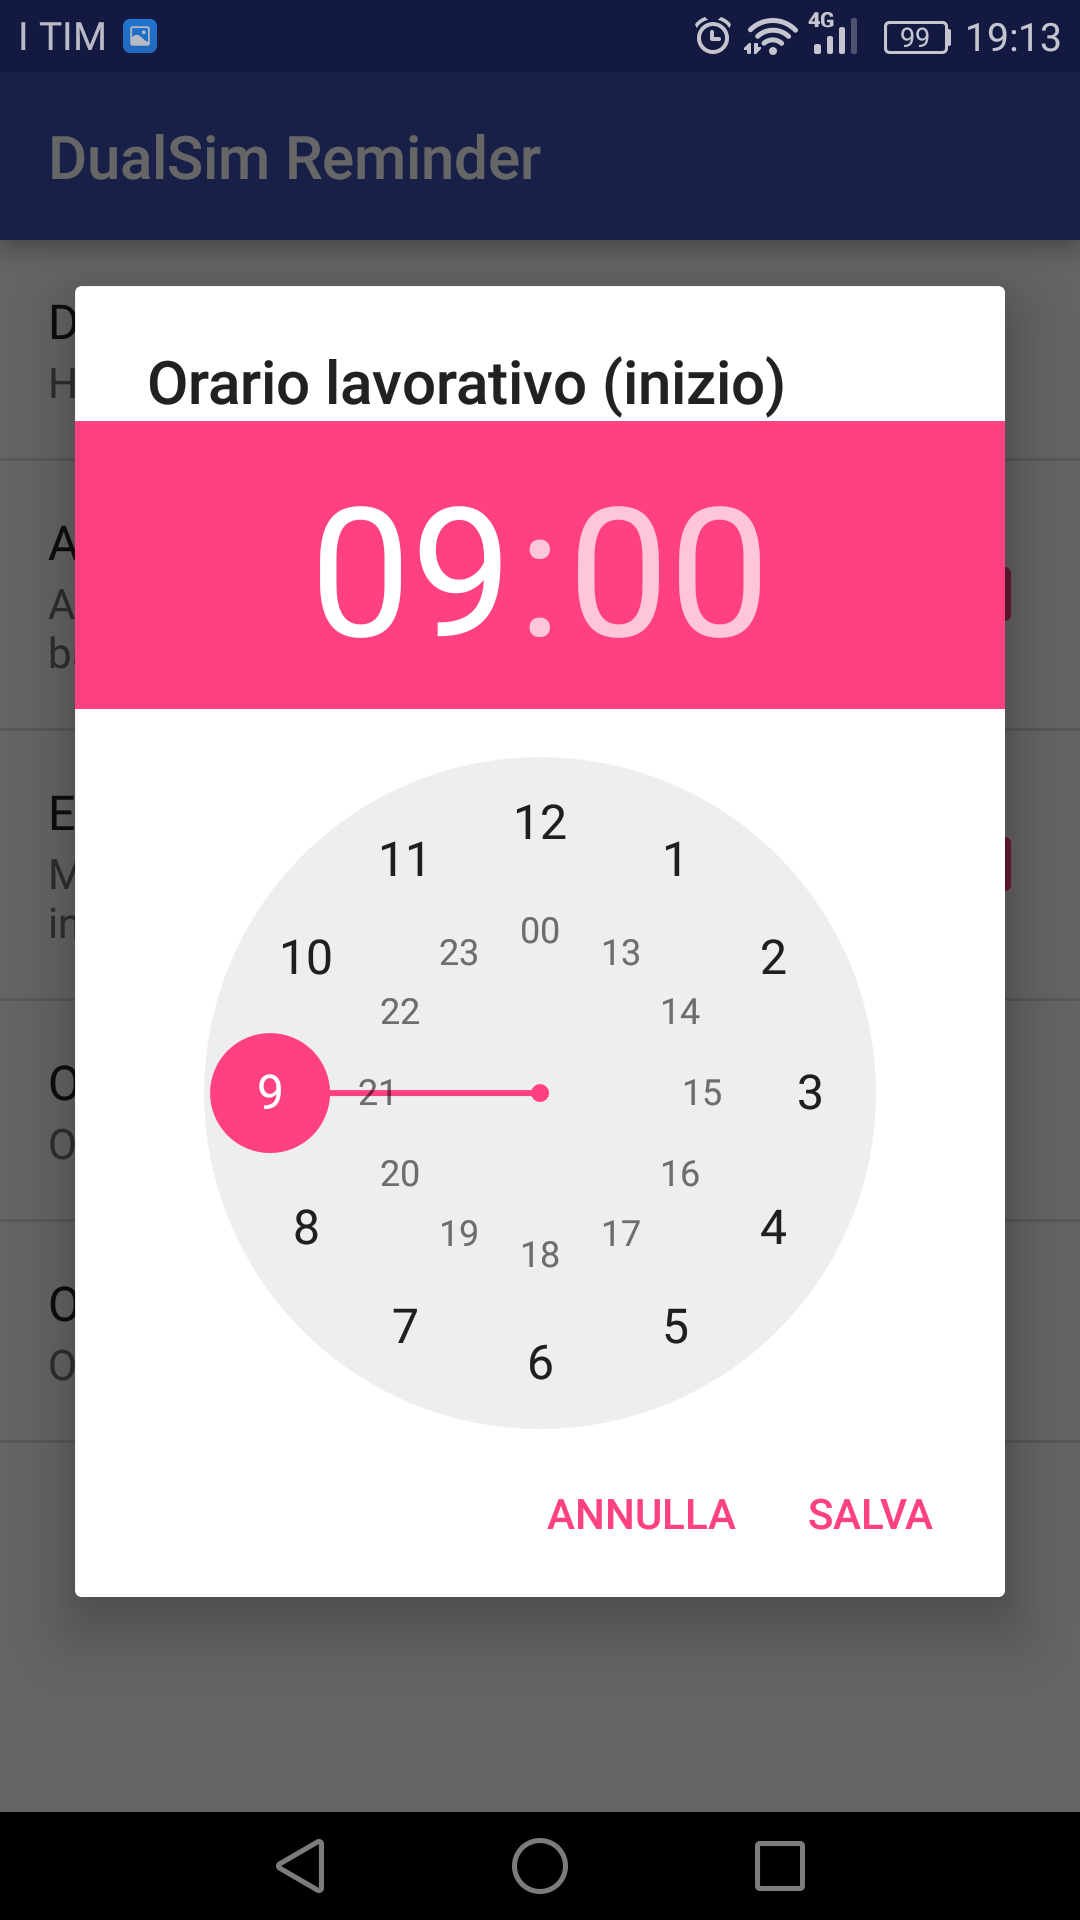 I TIM 4G 99 19:13
DualSim Reminder
Orario lavorativo (inizio)
09:00
12
11 1
10 2
00
23 13
22 14
9 21 15 3
20 16
19 17
18
8 4
7 5
6
ANNULLA SALVA